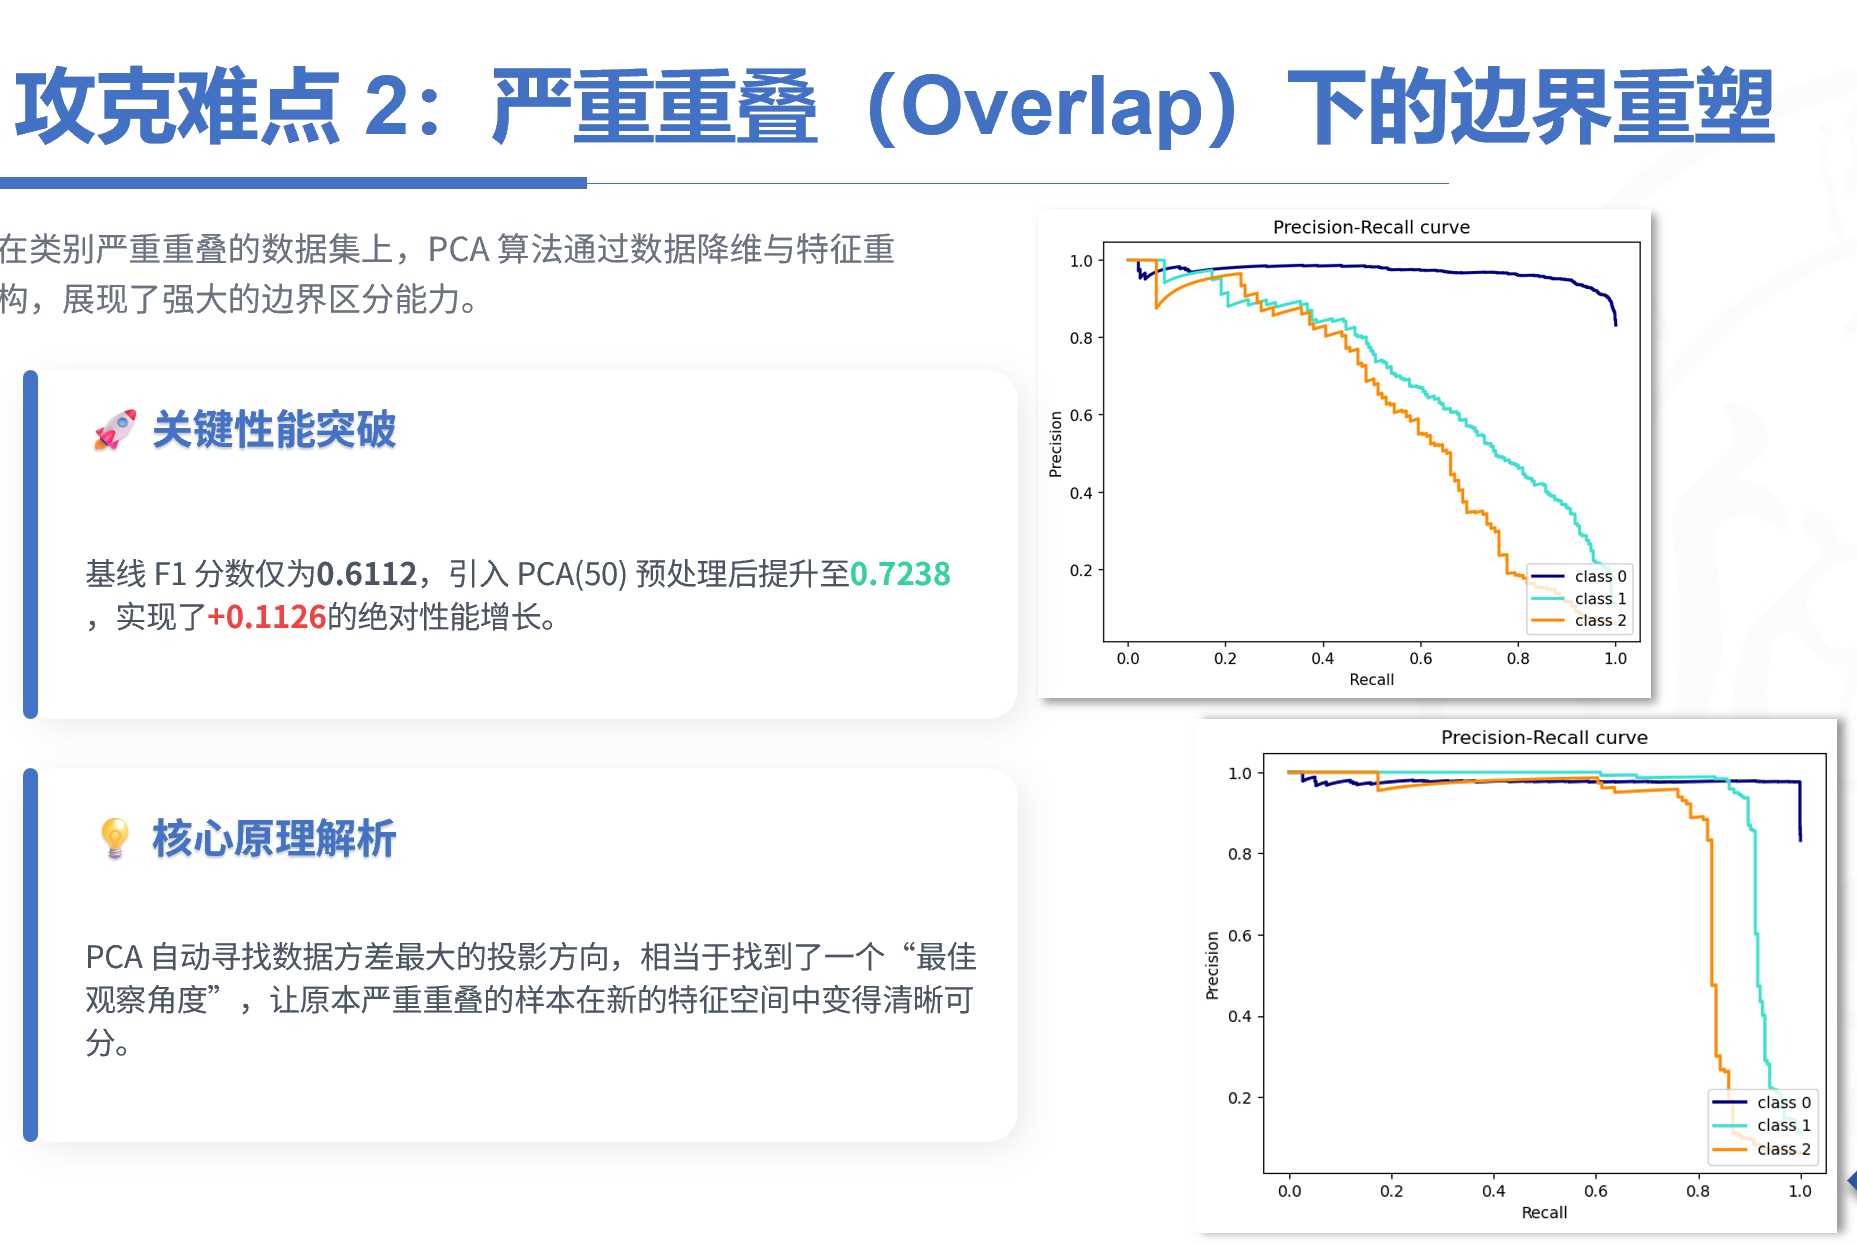 攻克难点 2：严重重叠（Overlap）下的边界重塑
在类别严重重叠的数据集上，PCA 算法通过数据降维与特征重
构，展现了强大的边界区分能力。
🚀 关键性能突破
基线 F1 分数仅为0.6112，引入 PCA(50) 预处理后提升至0.7238
，实现了+0.1126的绝对性能增长。
💡 核心原理解析
PCA 自动寻找数据方差最大的投影方向，相当于找到了一个“最佳
观察角度”，让原本严重重叠的样本在新的特征空间中变得清晰可
分。
Precision-Recall curve
1.0
0.8
0.6
0.4
0.2
Precision
class 0
class 1
class 2
0.0 0.2 0.4 0.6 0.8 1.0
Recall
Precision-Recall curve
1.0
0.8
0.6
0.4
0.2
Precision
class 0
class 1
class 2
0.0 0.2 0.4 0.6 0.8 1.0
Recall